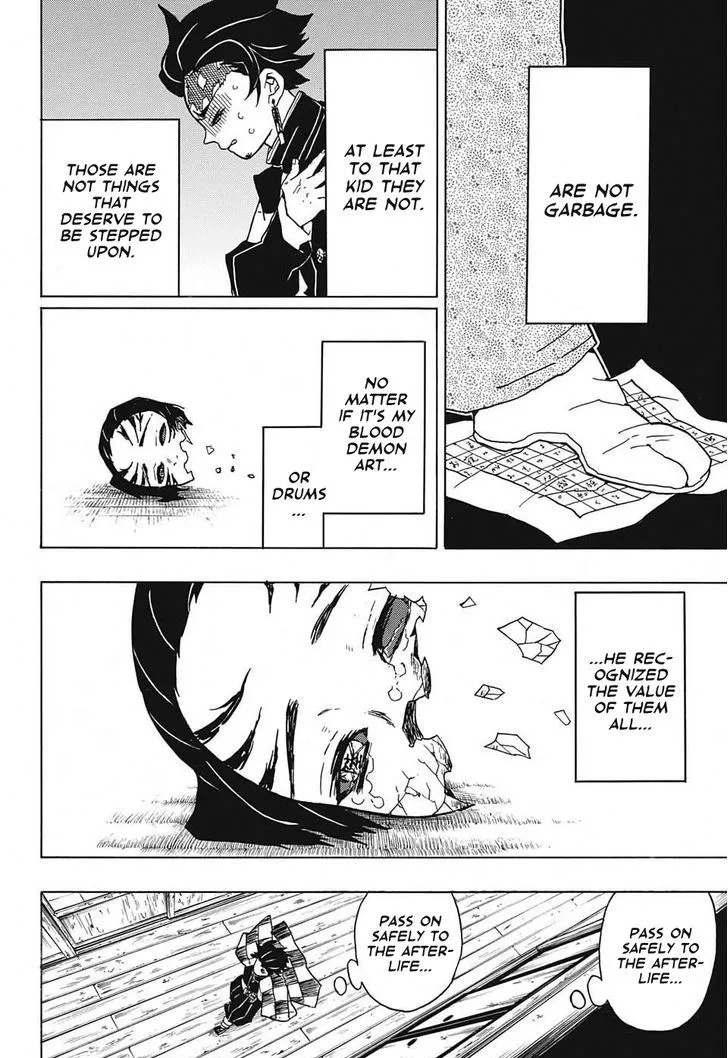 ARE NOT
GARBAGE.
AT LEAST
TO THAT
KID THEY
ARE NOT.
THOSE ARE
NOT THINGS
THAT
DESERVE TO
BE STEPPED
UPON.
NO
MATTER
IF IT'S MY
BLOOD
DEMON
ART...
OR
DRUMS
...
...HE REC-
OGNIZED
THE VALUE
OF THEM
ALL...
PASS ON
SAFELY TO
THE AFTER-
LIFE...
PASS ON
SAFELY TO
THE AFTER-
LIFE...